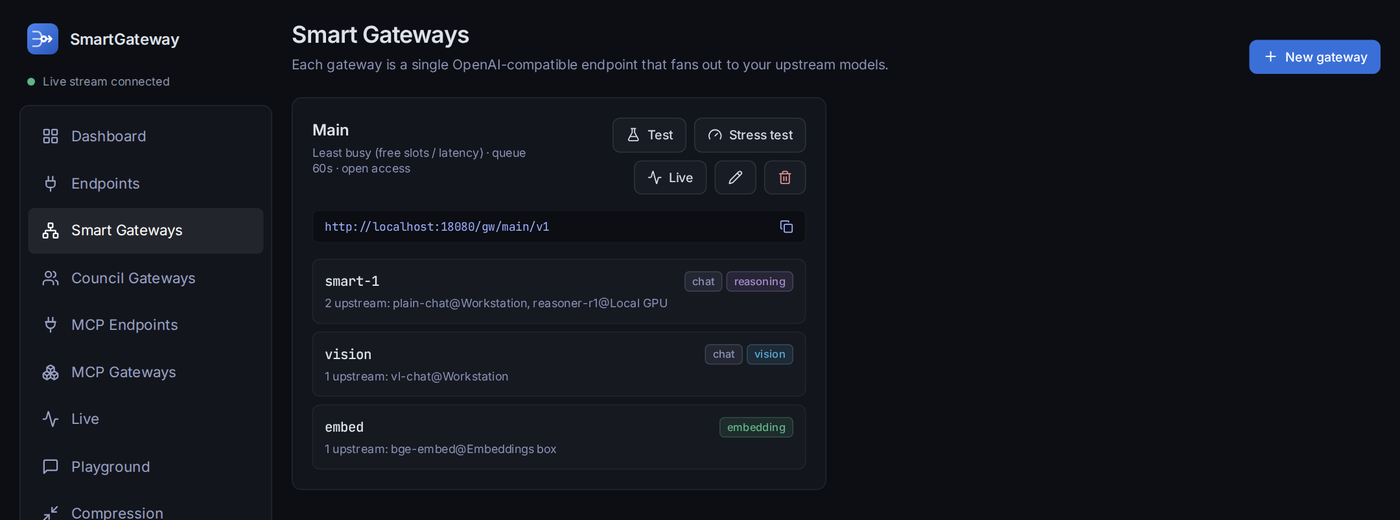 SmartGateway
Live stream connected
Dashboard
Endpoints
Smart Gateways
Council Gateways
MCP Endpoints
MCP Gateways
Live
Playground
Compression
Smart Gateways
Each gateway is a single OpenAI-compatible endpoint that fans out to your upstream models.
New gateway
Main
Least busy (free slots / latency) · queue
60s · open access
Test
Stress test
Live
http://localhost:18080/gw/main/v1
smart-1
chat
reasoning
2 upstream: plain-chat@Workstation, reasoner-r1@Local GPU
vision
chat
vision
1 upstream: vl-chat@Workstation
embed
embedding
1 upstream: bge-embed@Embeddings box